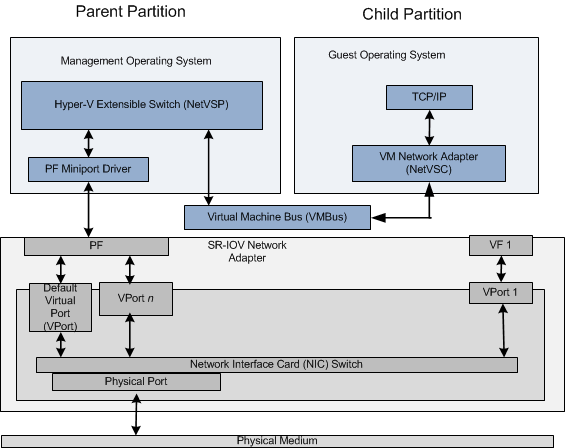 Parent Partition
Child Partition
Management Operating System
Guest Operating System
Hyper-V Extensible Switch (NetVSP)
TCP/IP
PF Miniport Driver
VM Network Adapter
(NetVSC)
Virtual Machine Bus (VMBus)
PF
SR-IOV Network
Adapter
VF 1
Default
Virtual
Port
(VPort)
VPort n
VPort 1
Network Interface Card (NIC) Switch
Physical Port
Physical Medium